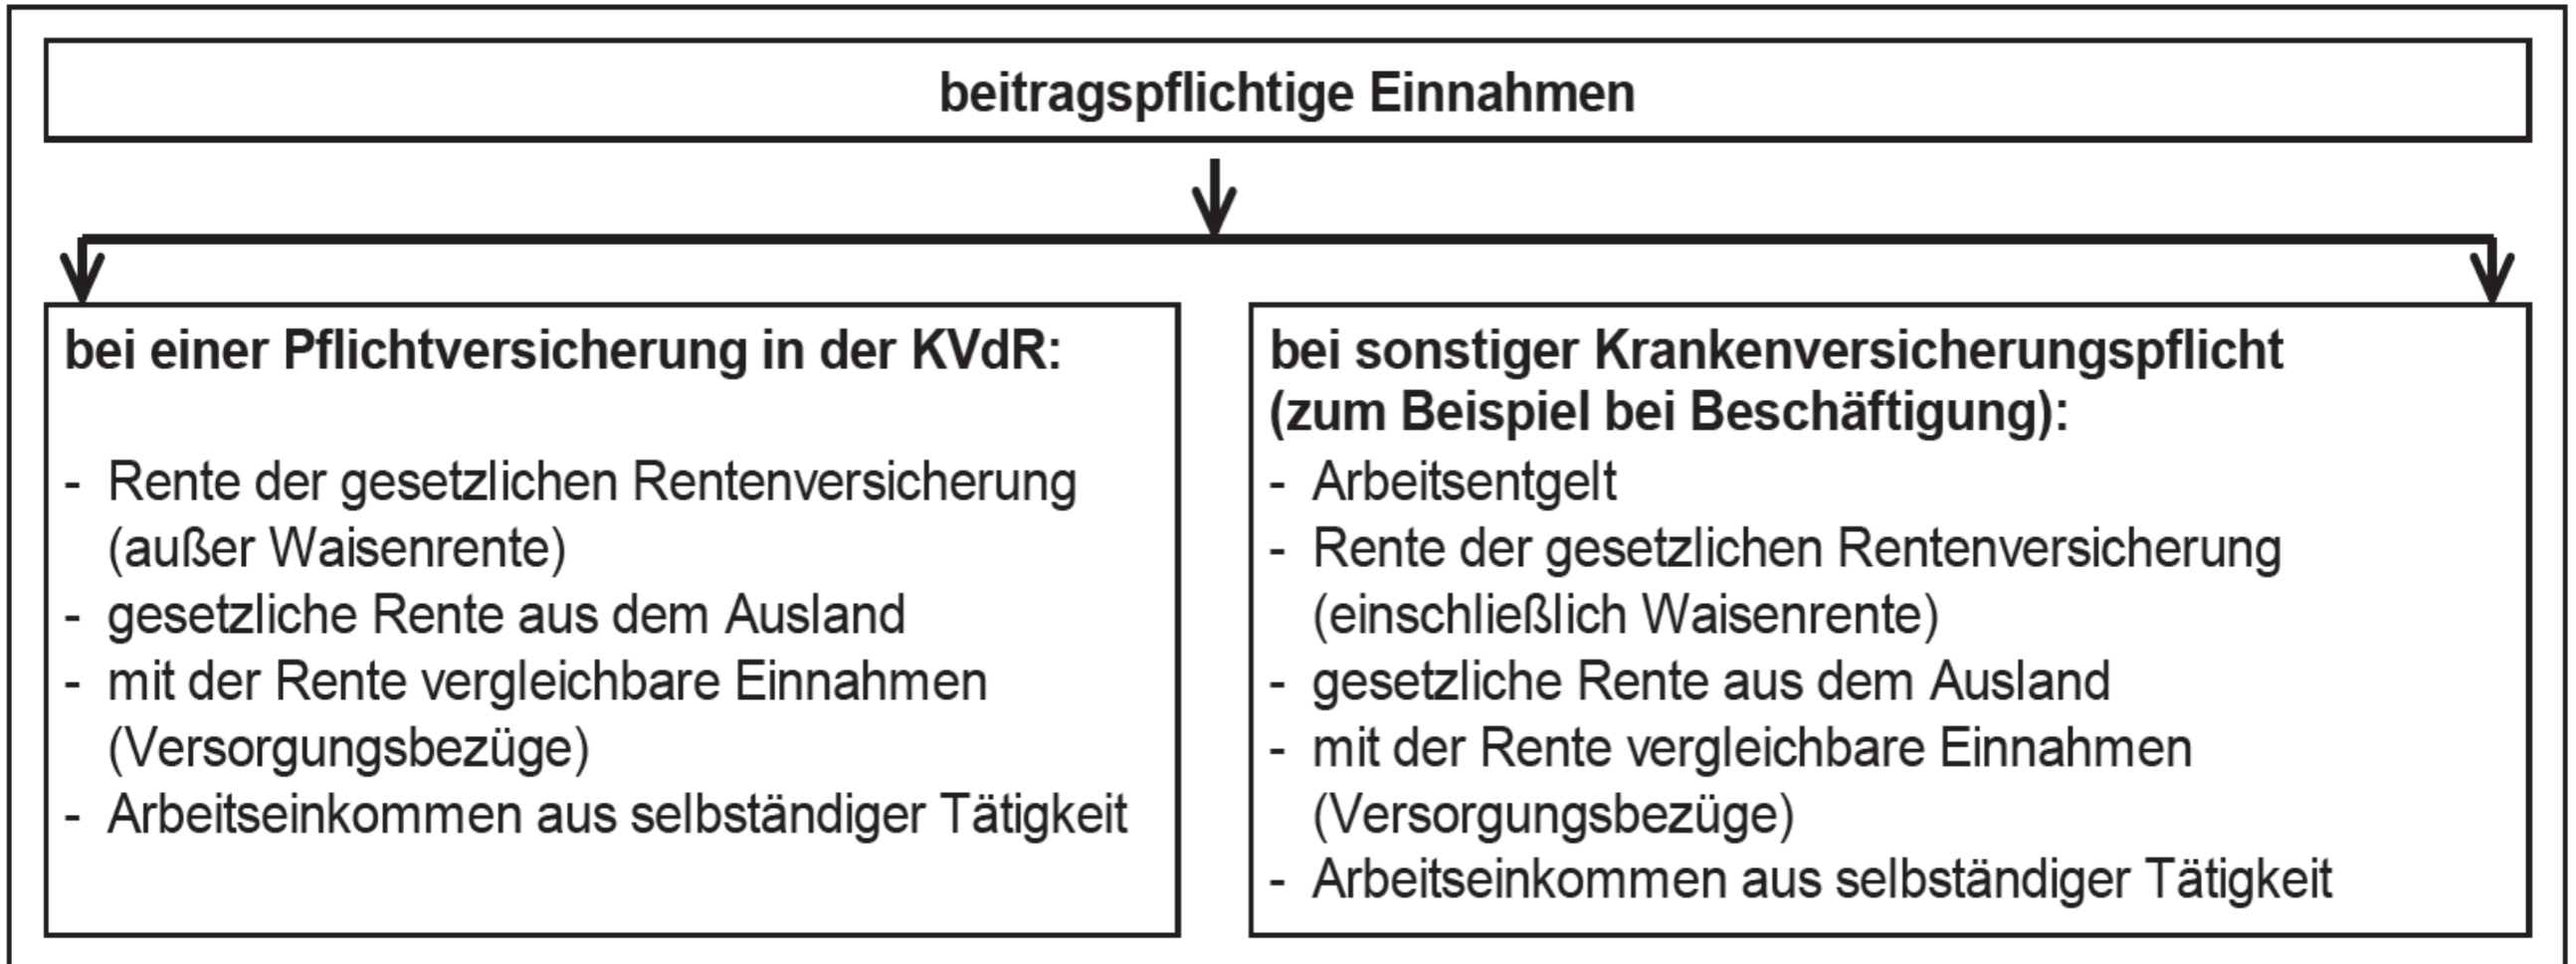 beitragspflichtige Einnahmen
bei einer Pflichtversicherung in der KVdR:
- Rente der gesetzlichen Rentenversicherung
(außer Waisenrente)
- gesetzliche Rente aus dem Ausland
- mit der Rente vergleichbare Einnahmen
(Versorgungsbezüge)
- Arbeitseinkommen aus selbständiger Tätigkeit
bei sonstiger Krankenversicherungspflicht
(zum Beispiel bei Beschäftigung):
- Arbeitsentgelt
- Rente der gesetzlichen Rentenversicherung
(einschließlich Waisenrente)
- gesetzliche Rente aus dem Ausland
- mit der Rente vergleichbare Einnahmen
(Versorgungsbezüge)
- Arbeitseinkommen aus selbständiger Tätigkeit